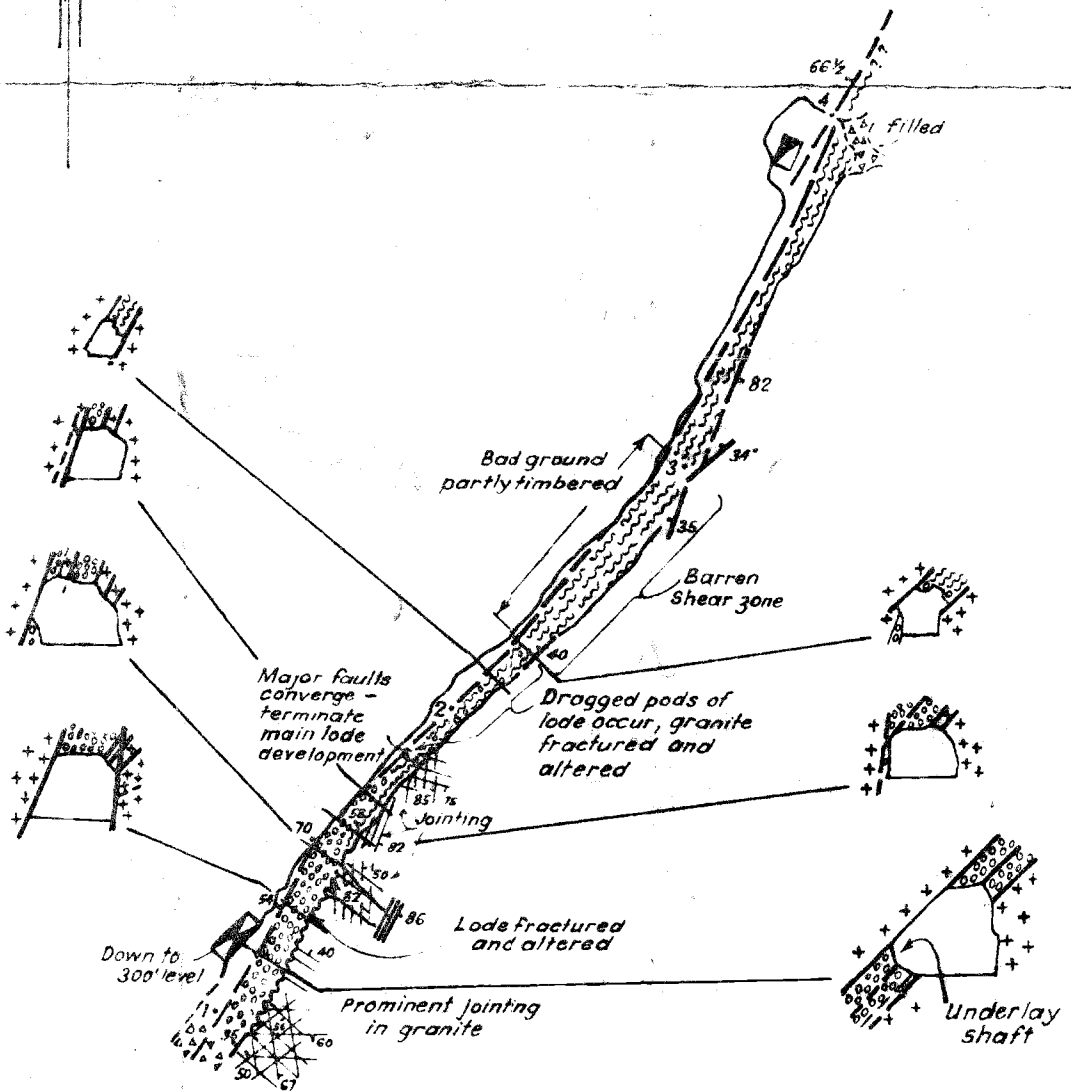 66 ½
? ?
4
filled
82
Bad ground
partly timbered
3
34°
35
Barren
Shear zone
40
Major faults
converge –
terminate
main lode
development
2
Dragged pods of
lode occur, granite
fractured and
altered
85
75
Jointing
58
82
70
50
82
86
54
Lode fractured
and altered
Down to
300' level
40
Prominent jointing
in granite
Underlay
shaft
1
60
50
67